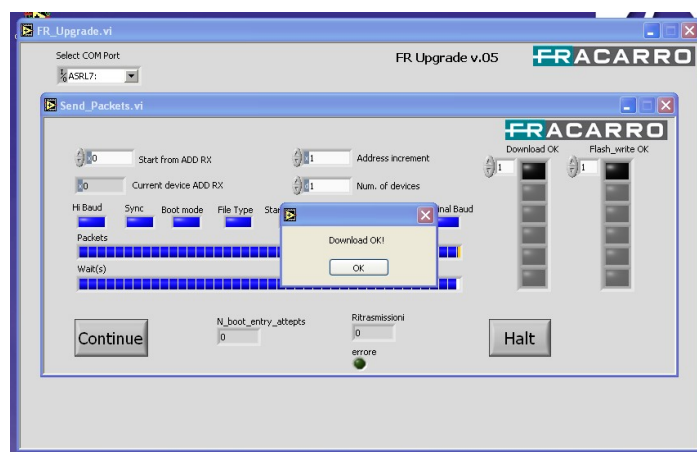 FR_Upgrade.vi
Select COM Port
FR Upgrade v.05
FRACARRO
ASRL7:
Send_Packets.vi
FRACARRO
Download OK
Flash_write OK
0
Start from ADD RX
1
Address increment
1
1
0
Current device ADD RX
1
Num. of devices
Hi Baud
Sync
Boot mode
File Type
Baud
Packets
Download OK!
Wait(s)
OK
Continue
N_boot_entry_attepts
0
Ritrasmissioni
0
errore
Halt